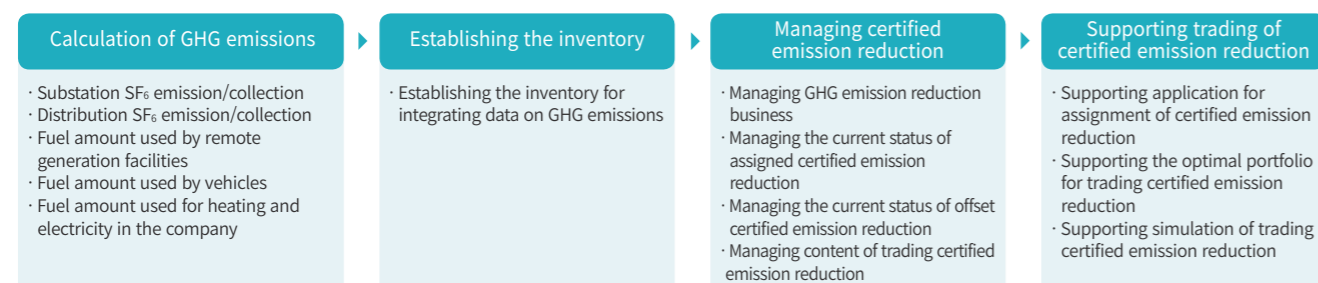 Calculation of GHG emissions
· Substation SF₆ emission/collection
· Distribution SF₆ emission/collection
· Fuel amount used by remote
generation facilities
· Fuel amount used by vehicles
· Fuel amount used for heating and
electricity in the company
Establishing the inventory
· Establishing the inventory for
integrating data on GHG emissions
Managing certified
emission reduction
· Managing GHG emission reduction
business
· Managing the current status of
assigned certified emission
reduction
· Managing the current status of offset
certified emission reduction
· Managing content of trading certified
emission reduction
Supporting trading of
certified emission reduction
· Supporting application for
assignment of certified emission
reduction
· Supporting the optimal portfolio
for trading certified emission
reduction
· Supporting simulation of trading
certified emission reduction